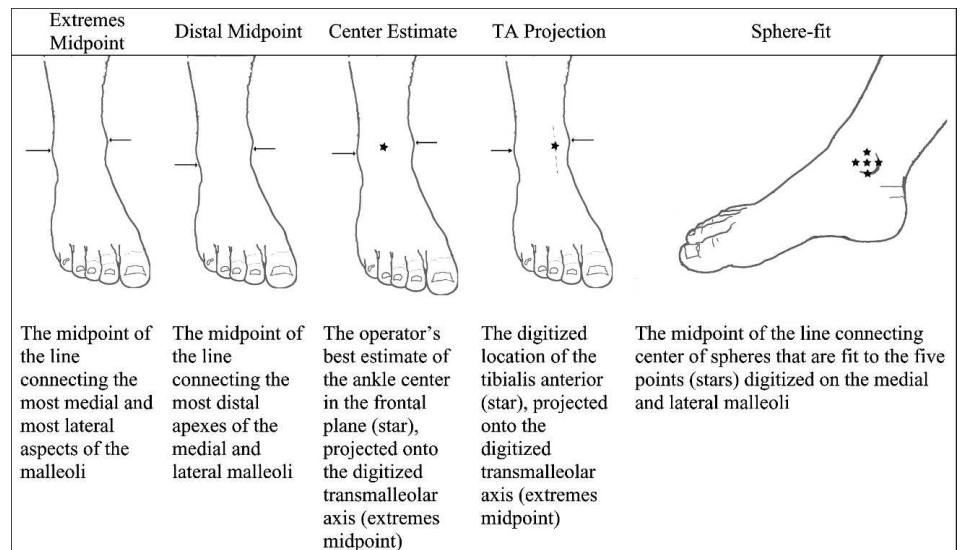 Extremes
Midpoint
Distal Midpoint
Center Estimate
TA Projection
Sphere-fit
The midpoint of
the line
connecting the
most medial and
most lateral
aspects of the
malleoli
The midpoint of
the line
connecting the
most distal
apexes of the
medial and
lateral malleoli
The operator’s
best estimate of
the ankle center
in the frontal
plane (star),
projected onto
the digitized
transmalleolar
axis (extremes
midpoint)
The digitized
location of the
tibialis anterior
(star), projected
onto the
digitized
transmalleolar
axis (extremes
midpoint)
The midpoint of the line connecting
center of spheres that are fit to the five
points (stars) digitized on the medial
and lateral malleoli